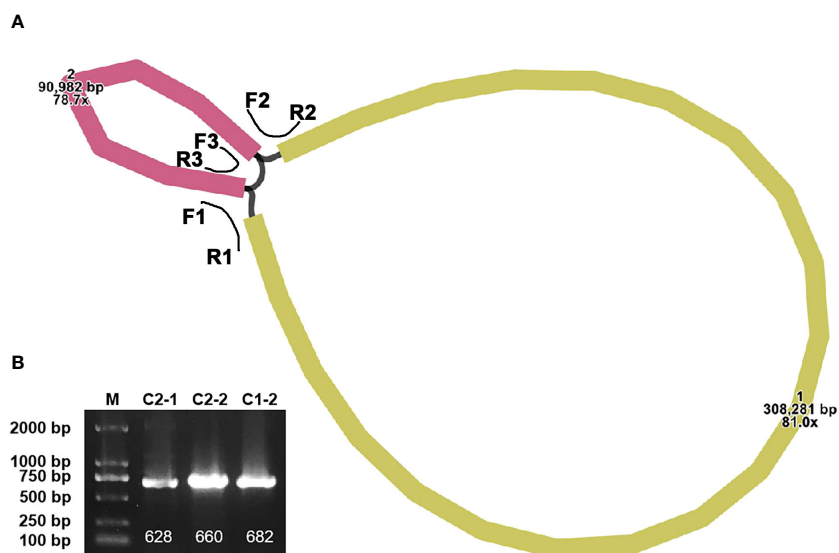 A
2
90,982 bp
78.7x
F2
R2
F3
R3
F1
R1
1
308,281 bp
81.0x
B
M C2-1 C2-2 C1-2
2000 bp
1000 bp
750 bp
500 bp
250 bp
100 bp
628 660 682